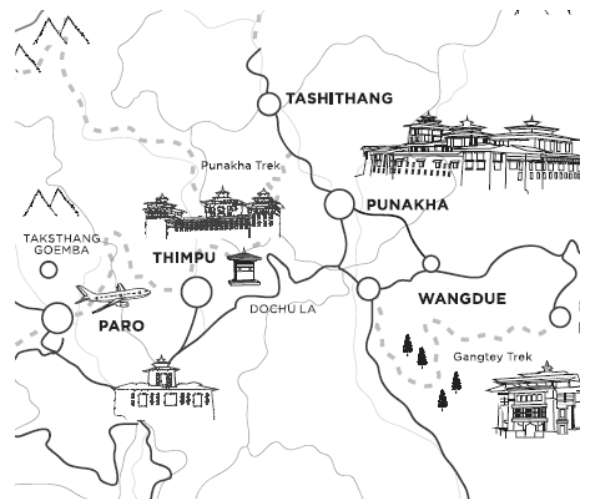 TASHITHANG
Punakha Trek
PUNAKHA
TAKSTHANG
GOEMBA
THIMPU
WANGDUE
DOCHU LA
PARO
Gangtey Trek